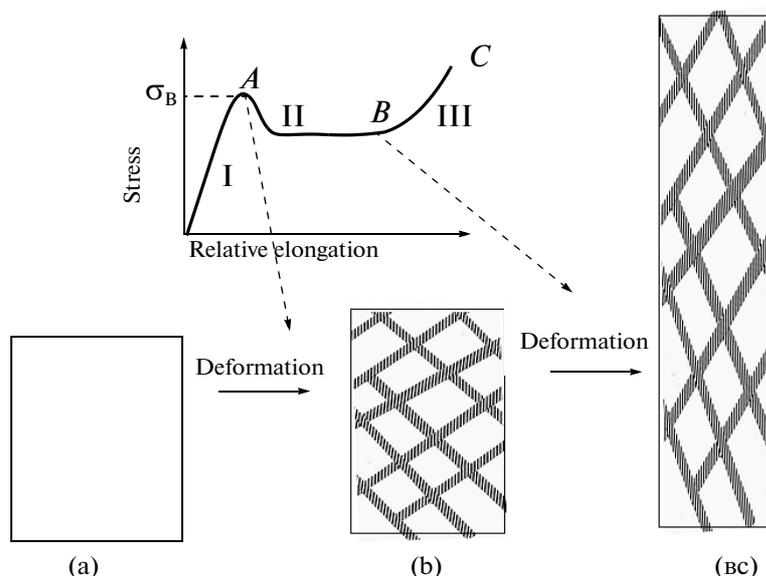 C
A
σB
II
B
III
Stress
I
Relative elongation
Deformation
Deformation
(а)
(b)
(вс)